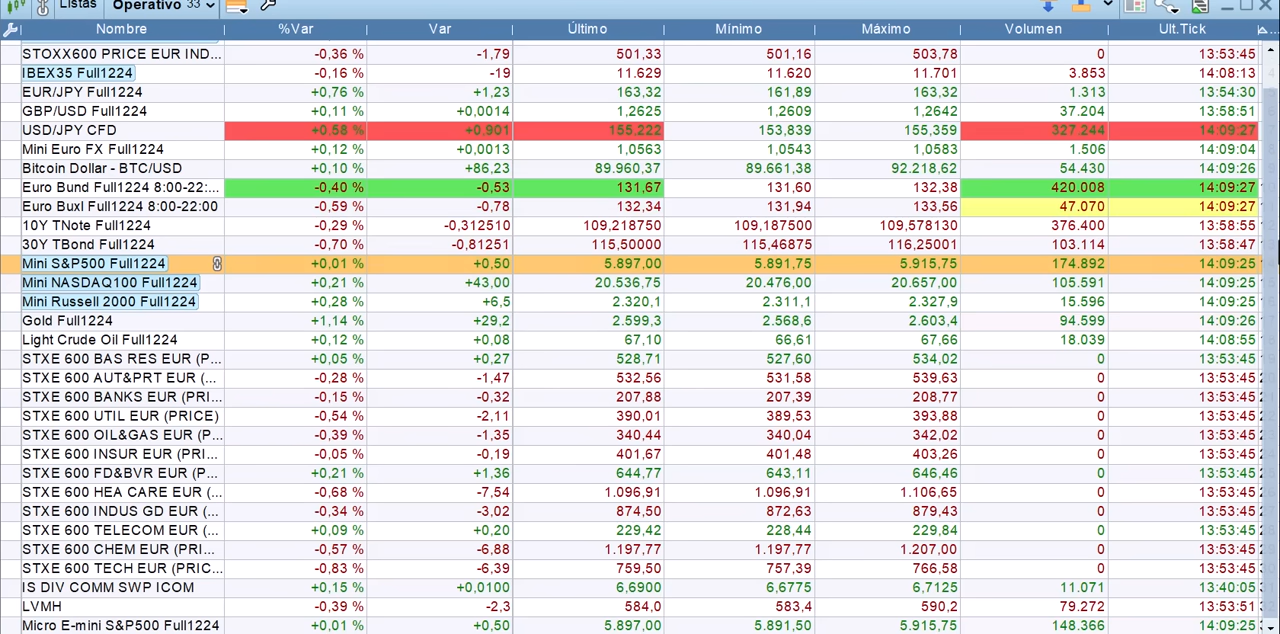 Listas Operativo 33
Nombre %Var Var Último Mínimo Máximo Volumen Ult.Tick
STOXX600 PRICE EUR IND... -0,36 % -1,79 501,33 501,16 503,78 0 13:53:45
IBEX35 Full1224 -0,16 % -19 11.629 11.620 11.701 3.853 14:08:13
EUR/JPY Full1224 +0,76 % +1,23 163,32 161,89 163,32 1.313 13:54:30
GBP/USD Full1224 +0,11 % +0,0014 1,2625 1,2609 1,2642 37.204 13:58:51
USD/JPY CFD +0,58 % +0,901 155,222 153,839 155,359 327.244 14:09:27
Mini Euro FX Full1224 +0,12 % +0,0013 1,0563 1,0543 1,0583 1.506 14:09:04
Bitcoin Dollar - BTC/USD +0,10 % +86,23 89.960,37 89.661,38 92.218,62 54.430 14:09:26
Euro Bund Full1224 8:00-22:... -0,40 % -0,53 131,67 131,60 132,38 420.008 14:09:27
Euro Buxl Full1224 8:00-22:00 -0,59 % -0,78 132,34 131,94 133,56 47.070 14:09:27
10Y TNote Full1224 -0,29 % -0,312510 109,218750 109,187500 109,578130 376.400 13:58:55
30Y TBond Full1224 -0,70 % -0,81251 115,50000 115,46875 116,25001 103.114 13:58:47
Mini S&P500 Full1224 +0,01 % +0,50 5.897,00 5.891,75 5.915,75 174.892 14:09:25
Mini NASDAQ100 Full1224 +0,21 % +43,00 20.536,75 20.476,00 20.657,00 105.591 14:09:25
Mini Russell 2000 Full1224 +0,28 % +6,5 2.320,1 2.311,1 2.327,9 15.596 14:09:25
Gold Full1224 +1,14 % +29,2 2.599,3 2.568,6 2.603,4 94.599 14:09:26
Light Crude Oil Full1224 +0,12 % +0,08 67,10 66,61 67,66 18.039 14:08:55
STXE 600 BAS RES EUR (P... +0,05 % +0,27 528,71 527,60 534,02 0 13:53:45
STXE 600 AUT&PRT EUR (... -0,28 % -1,47 532,56 531,58 539,63 0 13:53:45
STXE 600 BANKS EUR (PRI... -0,15 % -0,32 207,88 207,39 208,77 0 13:53:45
STXE 600 UTIL EUR (PRICE) -0,54 % -2,11 390,01 389,53 393,88 0 13:53:45
STXE 600 OIL&GAS EUR (P... -0,39 % -1,35 340,44 340,04 342,02 0 13:53:45
STXE 600 INSUR EUR (PRI... -0,05 % -0,19 401,67 401,48 403,26 0 13:53:45
STXE 600 FD&BVR EUR (P... +0,21 % +1,36 644,77 643,11 646,46 0 13:53:45
STXE 600 HEA CARE EUR (... -0,68 % -7,54 1.096,91 1.096,91 1.106,65 0 13:53:45
STXE 600 INDUS GD EUR (... -0,34 % -3,02 874,50 872,63 879,43 0 13:53:45
STXE 600 TELECOM EUR (... +0,09 % +0,20 229,42 228,44 229,84 0 13:53:45
STXE 600 CHEM EUR (PRI... -0,57 % -6,88 1.197,77 1.197,77 1.207,00 0 13:53:45
STXE 600 TECH EUR (PRIC... -0,83 % -6,39 759,50 757,39 766,58 0 13:53:45
IS DIV COMM SWP ICOM +0,15 % +0,0100 6,6900 6,6775 6,7125 11.071 13:40:05
LVMH -0,39 % -2,3 584,0 583,4 590,2 79.272 13:53:51
Micro E-mini S&P500 Full1224 +0,01 % +0,50 5.897,00 5.891,50 5.915,75 148.366 14:09:25